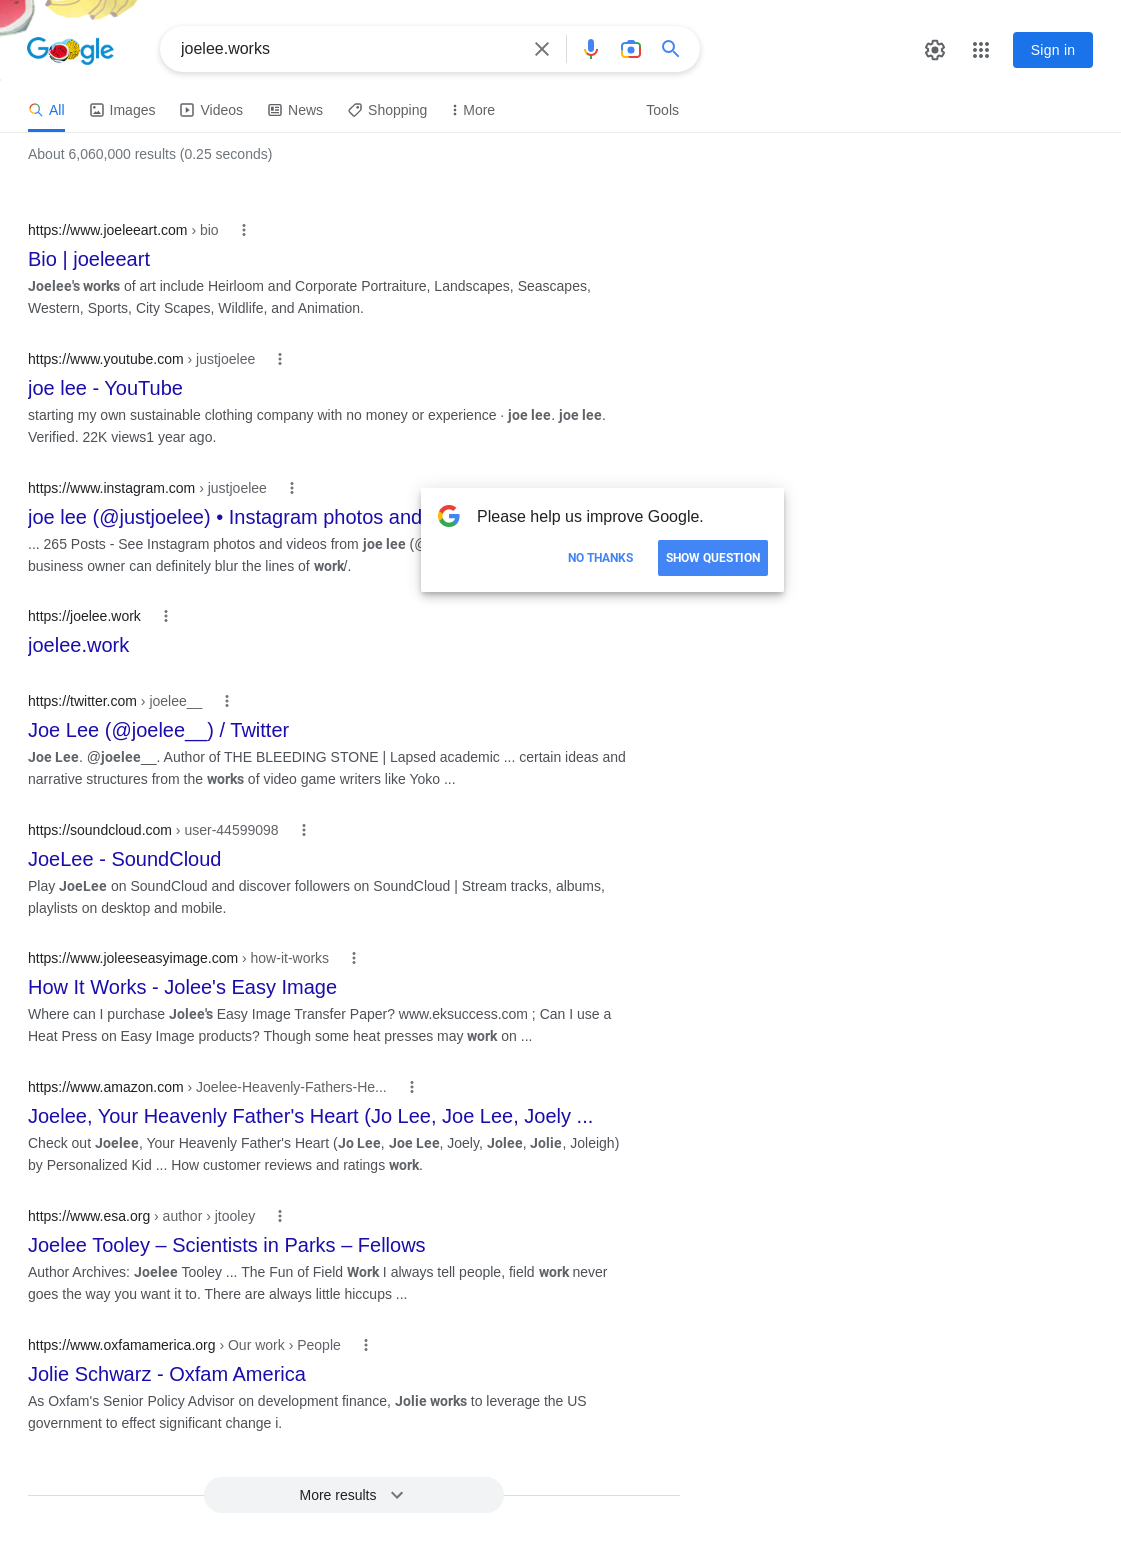 Google
joelee.works
Sign in
All
Images
Videos
News
Shopping
More
Tools
About 6,060,000 results (0.25 seconds)
https://www.joeleeart.com › bio
Bio | joeleeart
Joelee's works of art include Heirloom and Corporate Portraiture, Landscapes, Seascapes,
Western, Sports, City Scapes, Wildlife, and Animation.
https://www.youtube.com › justjoelee
joe lee - YouTube
starting my own sustainable clothing company with no money or experience · joe lee. joe lee.
Verified. 22K views1 year ago.
https://www.instagram.com › justjoelee
joe lee (@justjoelee) • Instagram photos and
... 265 Posts - See Instagram photos and videos from joe lee (@
business owner can definitely blur the lines of work/.
Please help us improve Google.
NO THANKS
SHOW QUESTION
https://joelee.work
joelee.work
https://twitter.com › joelee__
Joe Lee (@joelee__) / Twitter
Joe Lee. @joelee__. Author of THE BLEEDING STONE | Lapsed academic ... certain ideas and
narrative structures from the works of video game writers like Yoko ...
https://soundcloud.com › user-44599098
JoeLee - SoundCloud
Play JoeLee on SoundCloud and discover followers on SoundCloud | Stream tracks, albums,
playlists on desktop and mobile.
https://www.joleeseasyimage.com › how-it-works
How It Works - Jolee's Easy Image
Where can I purchase Jolee's Easy Image Transfer Paper? www.eksuccess.com ; Can I use a
Heat Press on Easy Image products? Though some heat presses may work on ...
https://www.amazon.com › Joelee-Heavenly-Fathers-He...
Joelee, Your Heavenly Father's Heart (Jo Lee, Joe Lee, Joely ...
Check out Joelee, Your Heavenly Father's Heart (Jo Lee, Joe Lee, Joely, Jolee, Jolie, Joleigh)
by Personalized Kid ... How customer reviews and ratings work.
https://www.esa.org › author › jtooley
Joelee Tooley – Scientists in Parks – Fellows
Author Archives: Joelee Tooley ... The Fun of Field Work I always tell people, field work never
goes the way you want it to. There are always little hiccups ...
https://www.oxfamamerica.org › Our work › People
Jolie Schwarz - Oxfam America
As Oxfam's Senior Policy Advisor on development finance, Jolie works to leverage the US
government to effect significant change i.
More results